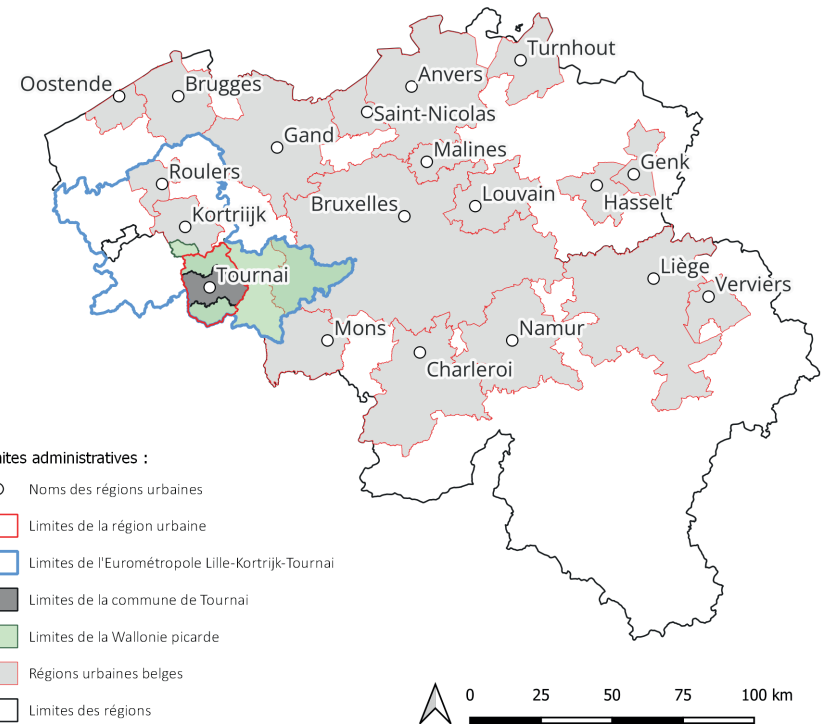 Turnhout
Oostende
Brugges
Anvers
Saint-Nicolas
Gand
Malines
Genk
Roulers
Louvain
Hasselt
Bruxelles
Kortriijk
Tournai
Liège
Verviers
Mons
Namur
Charleroi
ites administratives :
Noms des régions urbaines
Limites de la région urbaine
Limites de l'Eurométropole Lille-Kortrijk-Tournai
Limites de la commune de Tournai
Limites de la Wallonie picarde
Régions urbaines belges
Limites des régions
0 25 50 75 100 km